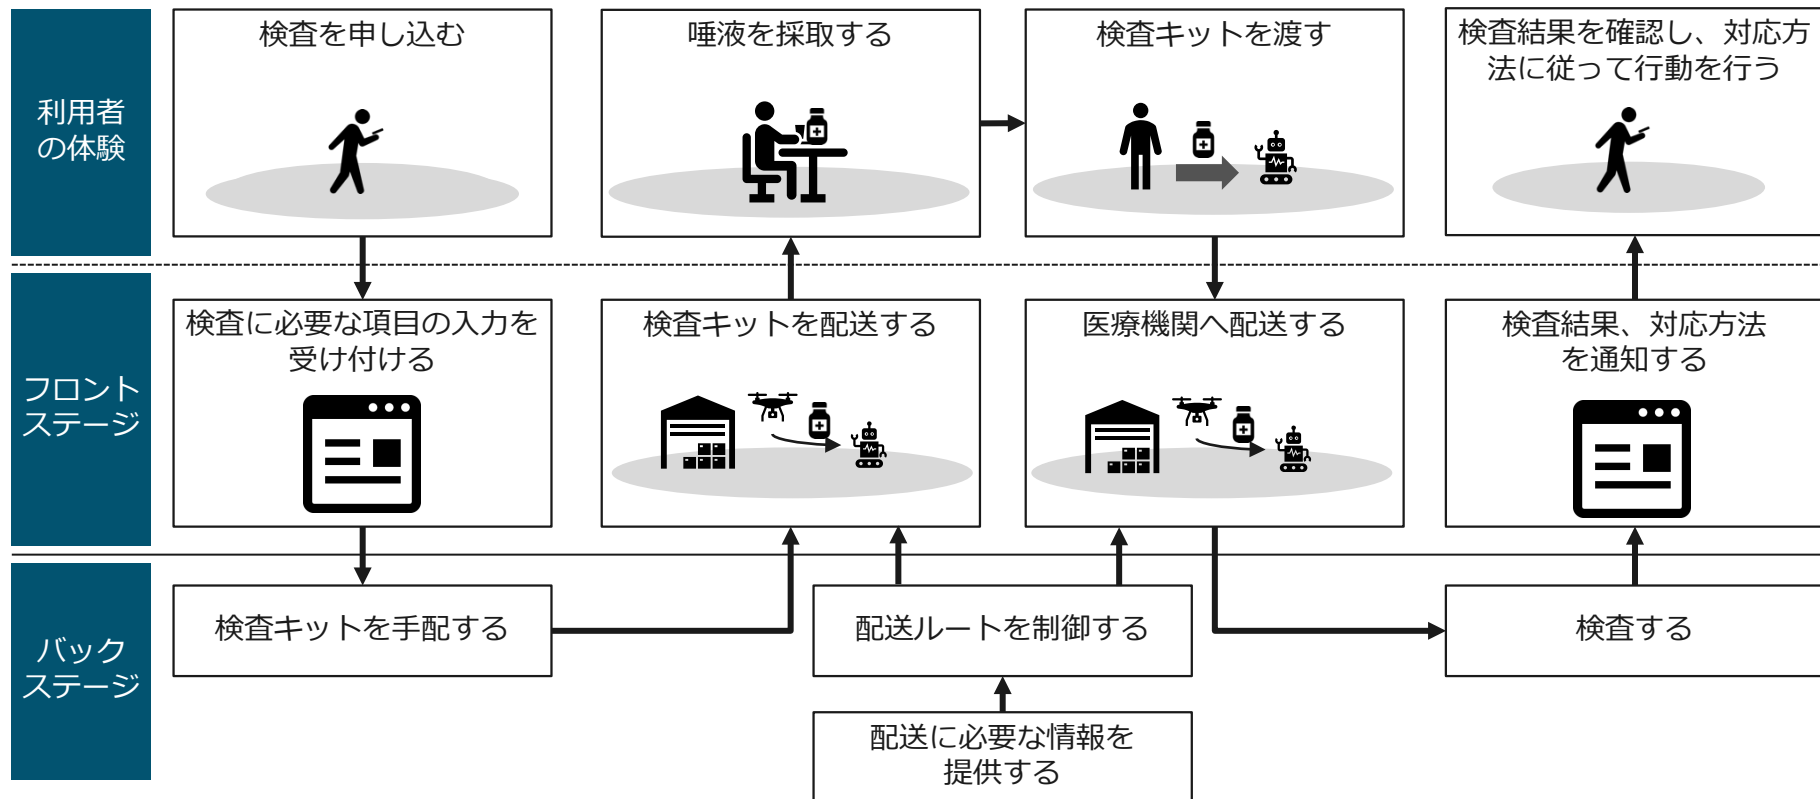 利用者
の体験
検査を申し込む
唾液を採取する
検査キットを渡す
検査結果を確認し、対応方
法に従って行動を行う
フロント
ステージ
検査に必要な項目の入力を
受け付ける
検査キットを配送する
医療機関へ配送する
検査結果、対応方法
を通知する
バック
ステージ
検査キットを手配する
配送ルートを制御する
検査する
配送に必要な情報を
提供する